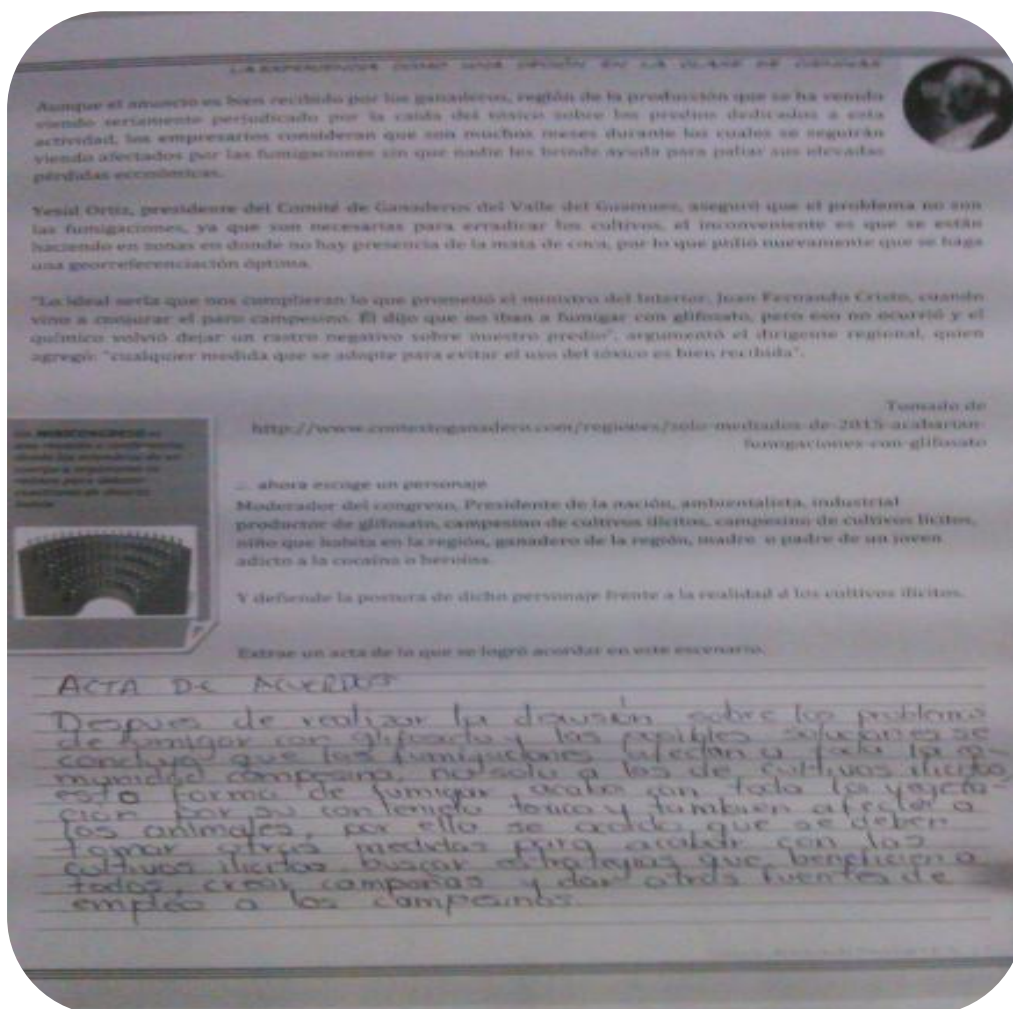 LA EXPERIENCIA COMO UNA OPCIÓN EN LA CLASE DE CIENCIAS
Aunque el anuncio es bien recibido por los ganaderos, región de la producción que se ha venido
viendo seriamente perjudicado por la caída del tóxico sobre los predios dedicados a esta
actividad, los empresarios consideran que son muchos meses durante los cuales se seguirán
viendo afectados por las fumigaciones sin que nadie les brinde ayuda para paliar sus elevadas
pérdidas económicas.
Yesid Ortiz, presidente del Comité de Ganaderos del Valle del Guamuez, aseguró que el problema no son
las fumigaciones, ya que son necesarias para erradicar los cultivos, el inconveniente es que se están
haciendo en zonas en donde no hay presencia de la mata de coca, por lo que pidió nuevamente que se haga
una georreferenciación óptima.
"Lo ideal sería que nos cumplieran lo que prometió el ministro del Interior, Juan Fernando Cristo, cuando
vino a conjurar el paro campesino. Él dijo que no iban a fumigar con glifosato, pero eso no ocurrió y el
químico volvió dejar un rastro negativo sobre nuestro predio", argumentó el dirigente regional, quien
agregó: "cualquier medida que se adopte para evitar el uso del tóxico es bien recibida".
Tomado de
http://www.contextoganadero.com/regiones/solo-mediados-de-2015-acabarian-
fumigaciones-con-glifosato
... ahora escoge un personaje
Moderador del congreso, Presidente de la nación, ambientalista, industrial
productor de glifosato, campesino de cultivos ilícitos, campesino de cultivos lícitos,
niño que habita en la región, ganadero de la región, madre o padre de un joven
adicto a la cocaína o heroína.
Y defiende la postura de dicho personaje frente a la realidad d los cultivos ilícitos.
Extrae un acta de lo que se logró acordar en este escenario.
ACTA DE ACUERDOS
Despues de realizar la discusión sobre los problema
de fumigar con glifosato y las posibles soluciones se
concluyo que las fumigaciones afectan a toda la co-
munidad campesina, no solo a los de cultivos ilicitos,
esta forma de fumigar, acaba con toda la vegeta-
ción por su contenido toxico y tambien afecta a
los animales, por ello se acordo que se deben
tomar otras medidas para acabar con los
cultivos ilicitos buscar estrategias que beneficien a
todos, crear campañas y dar otras fuentes de
empleo a los campesinos.